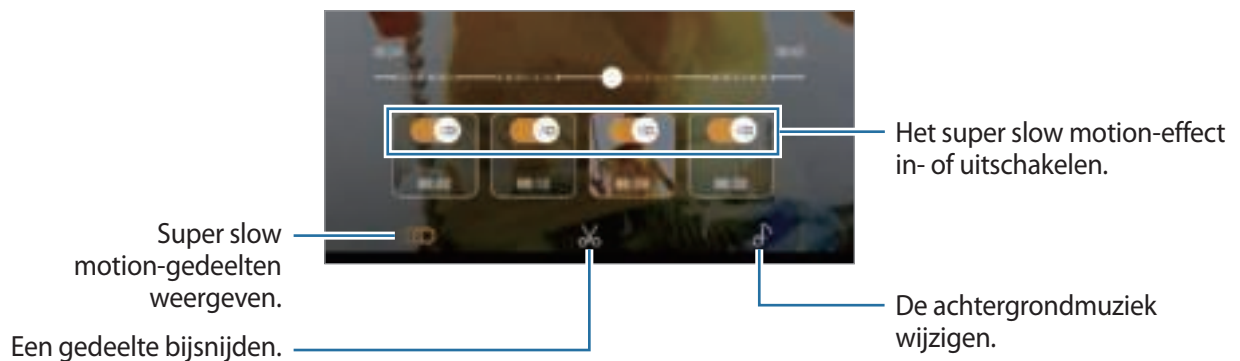 Het super slow motion-effect
in- of uitschakelen.
Super slow
motion-gedeelten
weergeven.
De achtergrondmuziek
wijzigen.
Een gedeelte bijsnijden.